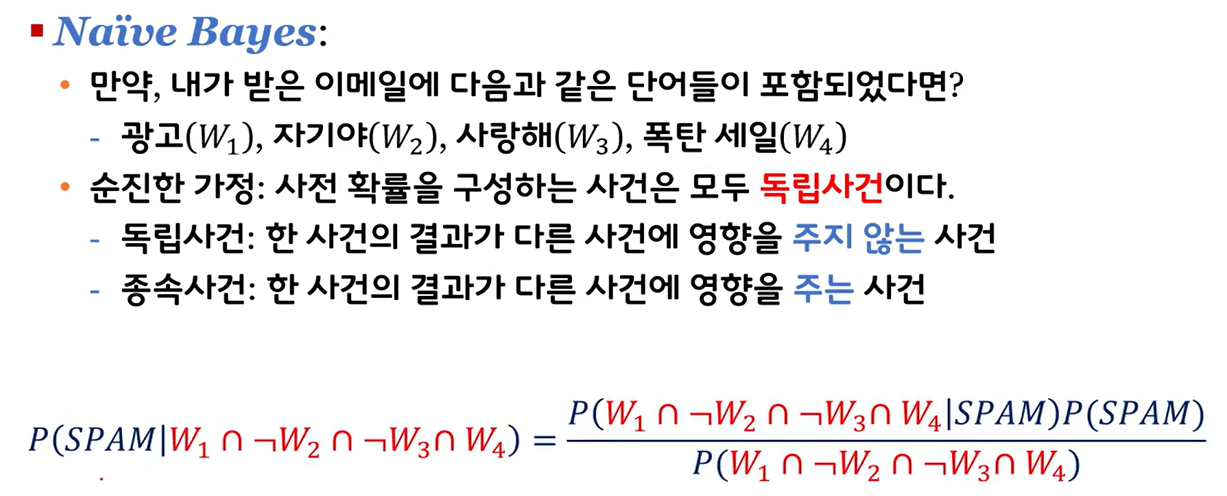 ▪ Naïve Bayes:
• 만약, 내가 받은 이메일에 다음과 같은 단어들이 포함되었다면?
- 광고(W₁), 자기야(W₂), 사랑해(W₃), 폭탄 세일(W₄)
• 순진한 가정: 사전 확률을 구성하는 사건은 모두 독립사건이다.
- 독립사건: 한 사건의 결과가 다른 사건에 영향을 주지 않는 사건
- 종속사건: 한 사건의 결과가 다른 사건에 영향을 주는 사건
P(SPAM|W₁ ∩ ¬W₂ ∩ ¬W₃∩ W₄) = P(W₁ ∩ ¬W₂ ∩ ¬W₃∩ W₄|SPAM)P(SPAM) / P(W₁ ∩ ¬W₂ ∩ ¬W₃∩ W₄)